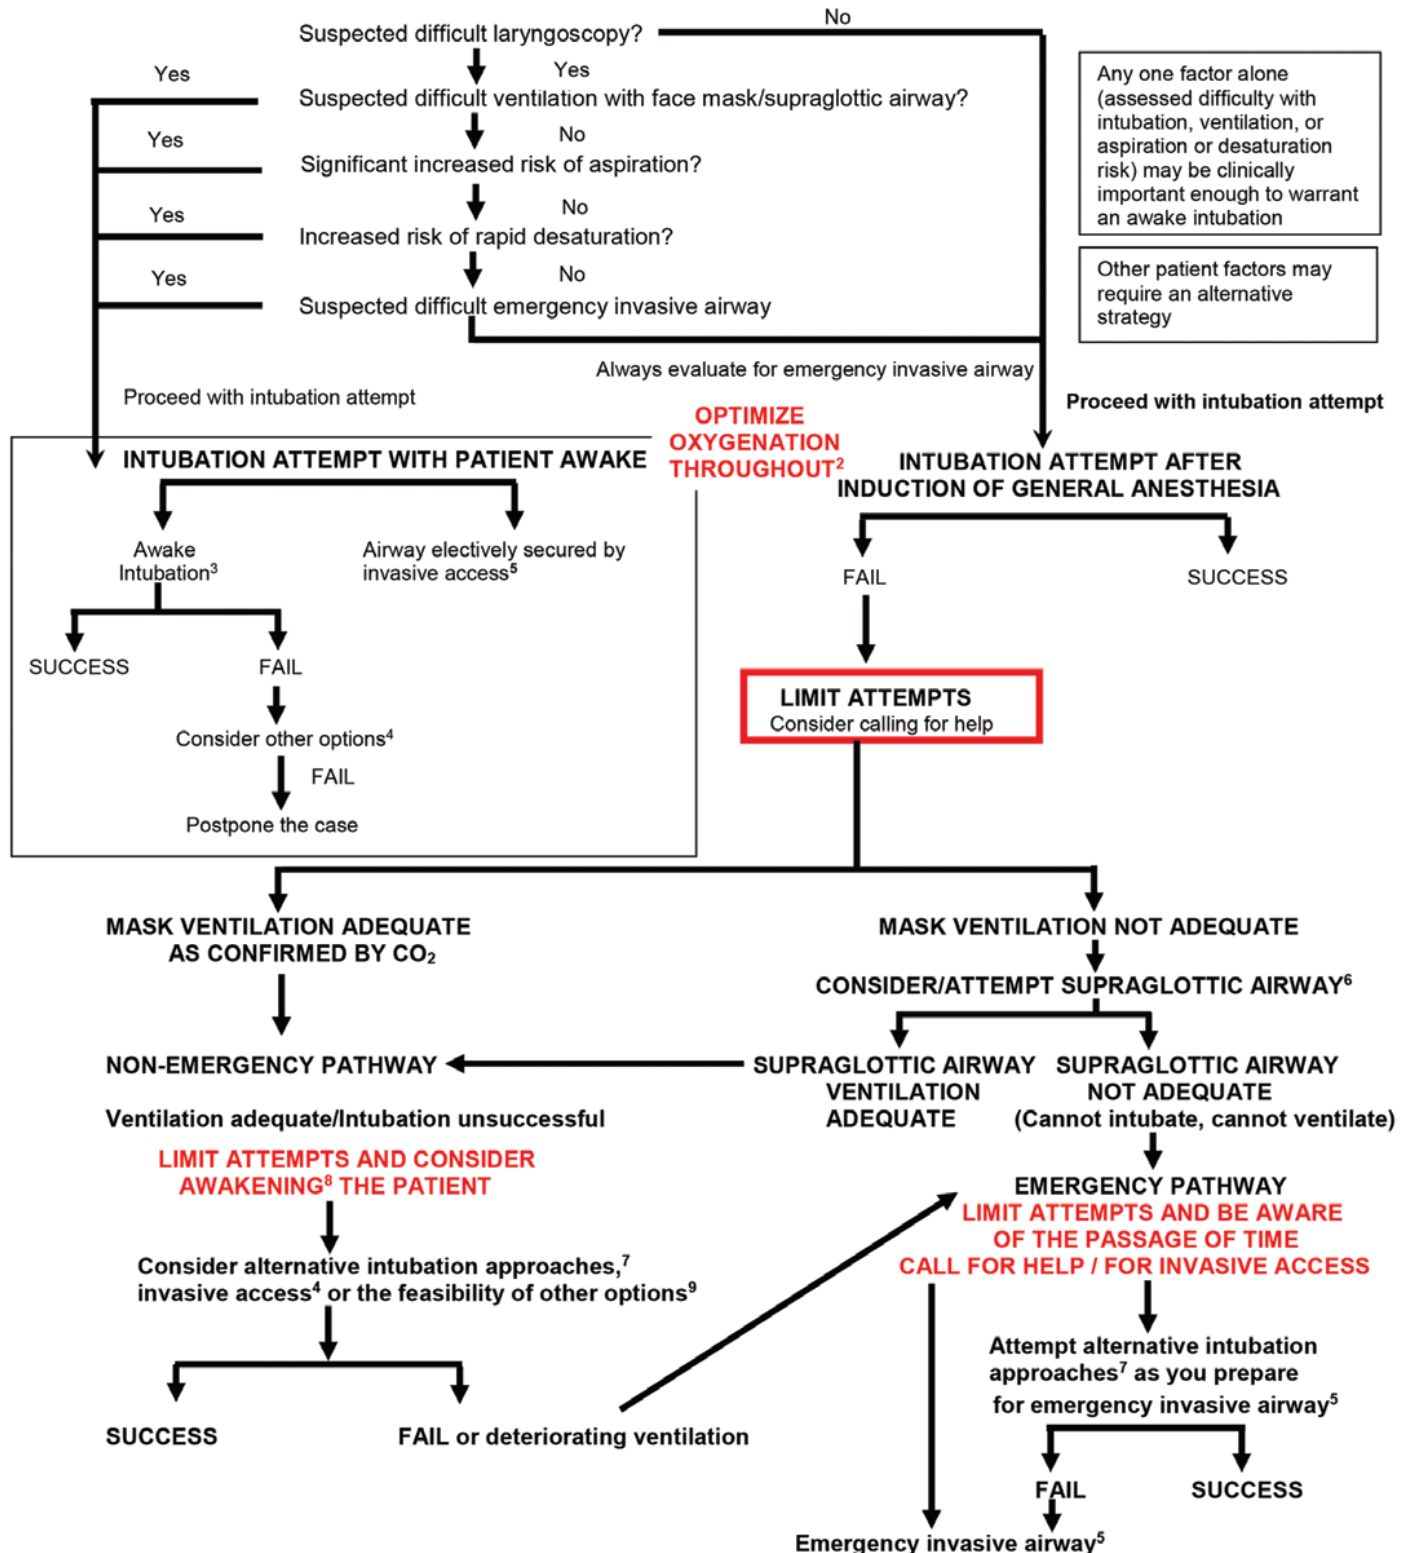 No
Suspected difficult laryngoscopy?
Yes
Yes
Suspected difficult ventilation with face mask/supraglottic airway?
Yes
No
Significant increased risk of aspiration?
Yes
No
Increased risk of rapid desaturation?
Yes
No
Suspected difficult emergency invasive airway
Any one factor alone
(assessed difficulty with
intubation, ventilation, or
aspiration or desaturation
risk) may be clinically
important enough to warrant
an awake intubation
Other patient factors may
require an alternative
strategy
Always evaluate for emergency invasive airway
Proceed with intubation attempt
Proceed with intubation attempt
OPTIMIZE
OXYGENATION
THROUGHOUT²
INTUBATION ATTEMPT WITH PATIENT AWAKE
Awake
Intubation³
Airway electively secured by
invasive access⁵
SUCCESS
FAIL
Consider other options⁴
FAIL
Postpone the case
INTUBATION ATTEMPT AFTER
INDUCTION OF GENERAL ANESTHESIA
FAIL
SUCCESS
LIMIT ATTEMPTS
Consider calling for help
MASK VENTILATION ADEQUATE
AS CONFIRMED BY CO₂
MASK VENTILATION NOT ADEQUATE
CONSIDER/ATTEMPT SUPRAGLOTTIC AIRWAY⁶
NON-EMERGENCY PATHWAY
SUPRAGLOTTIC AIRWAY
VENTILATION
ADEQUATE
SUPRAGLOTTIC AIRWAY
NOT ADEQUATE
(Cannot intubate, cannot ventilate)
Ventilation adequate/Intubation unsuccessful
LIMIT ATTEMPTS AND CONSIDER
AWAKENING⁸ THE PATIENT
Consider alternative intubation approaches,⁷
invasive access⁴ or the feasibility of other options⁹
SUCCESS
FAIL or deteriorating ventilation
EMERGENCY PATHWAY
LIMIT ATTEMPTS AND BE AWARE
OF THE PASSAGE OF TIME
CALL FOR HELP / FOR INVASIVE ACCESS
Attempt alternative intubation
approaches⁷ as you prepare
for emergency invasive airway⁵
FAIL
SUCCESS
Emergency invasive airway⁵